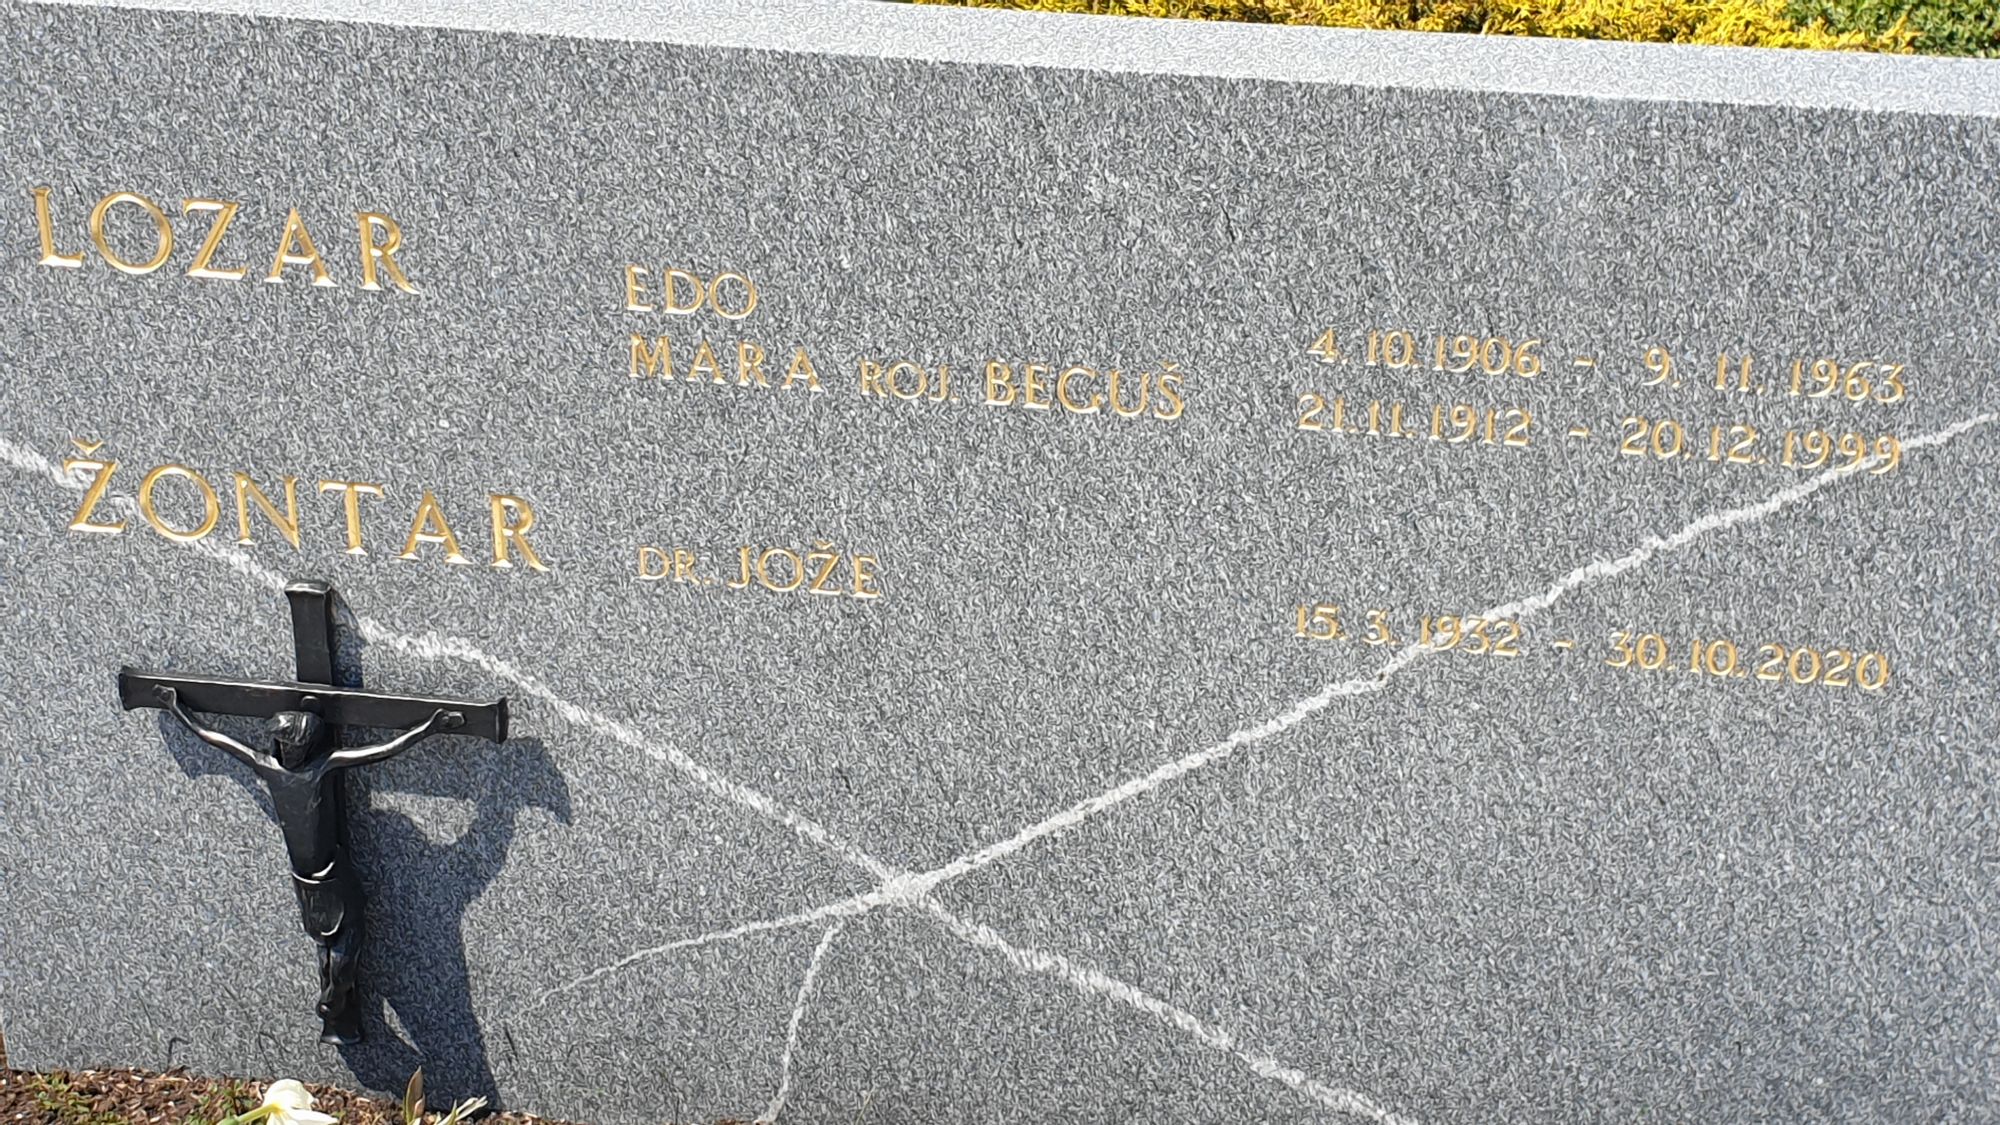 LOZAR
EDO 4.10.1906 - 9.11.1963
MARA ROJ. BEGUŠ 21.11.1912 - 20.12.1999
ŽONTAR
DR. JOŽE 15.3.1932 - 30.10.2020